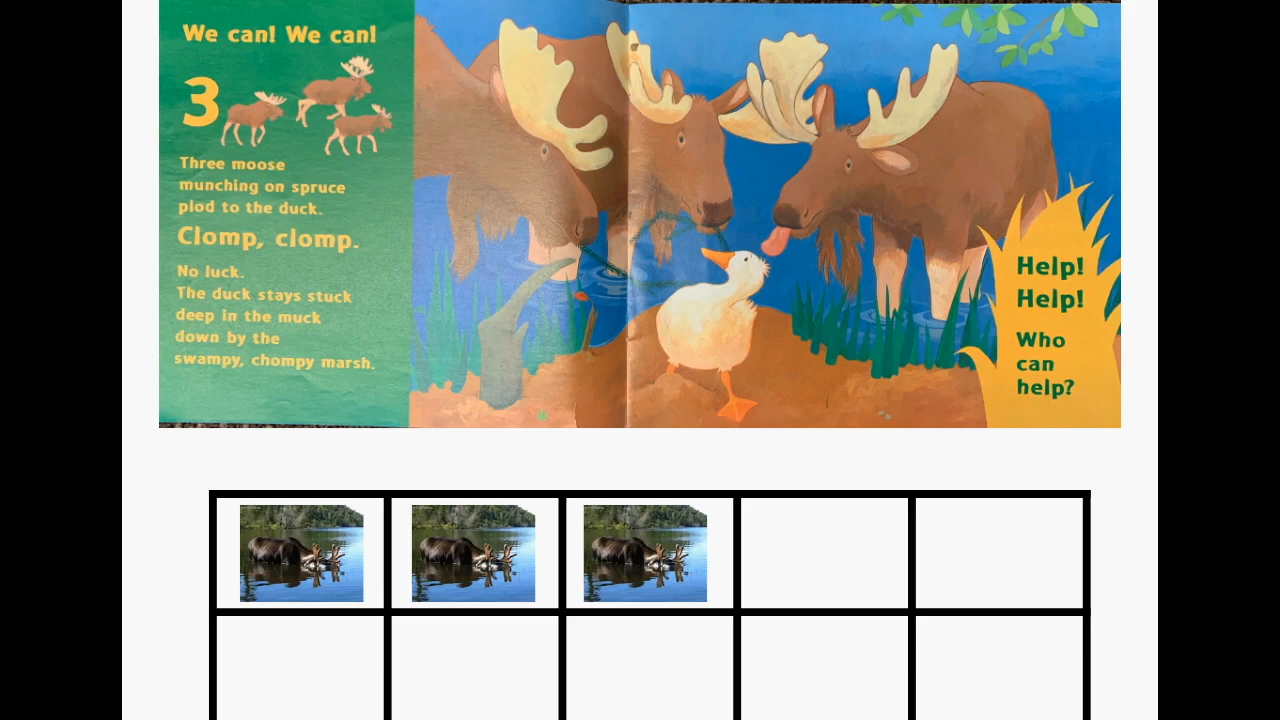 We can! We can!
3
Three moose
munching on spruce
plod to the duck.
Clomp, clomp.
No luck.
The duck stays stuck
deep in the muck
down by the
swampy, chompy marsh.
Help!
Help!
Who
can
help?